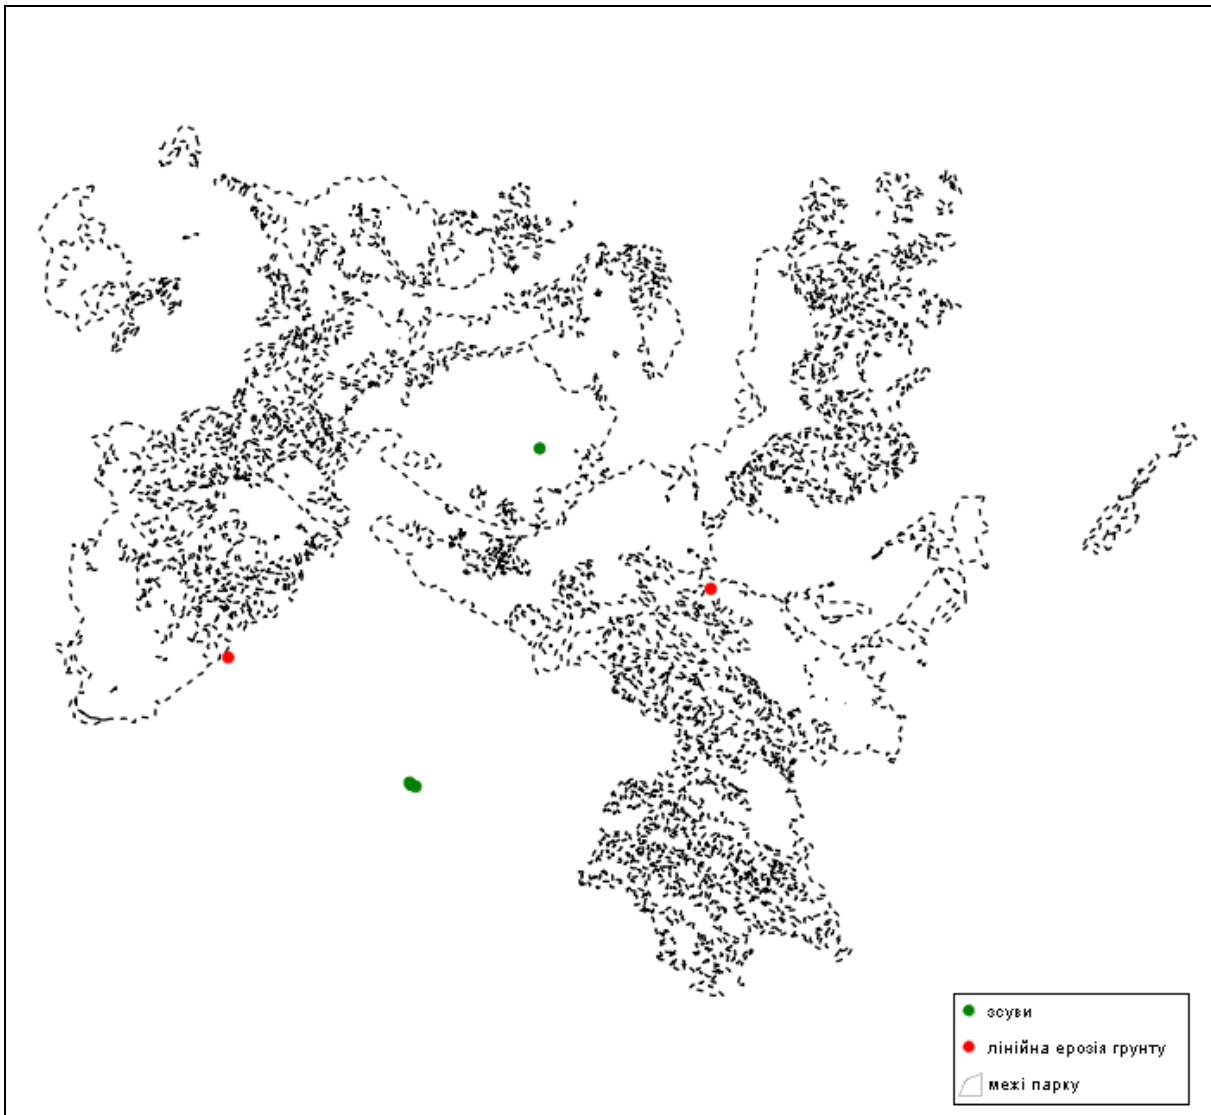 зсуви
лінійна ерозія грунту
межі парку